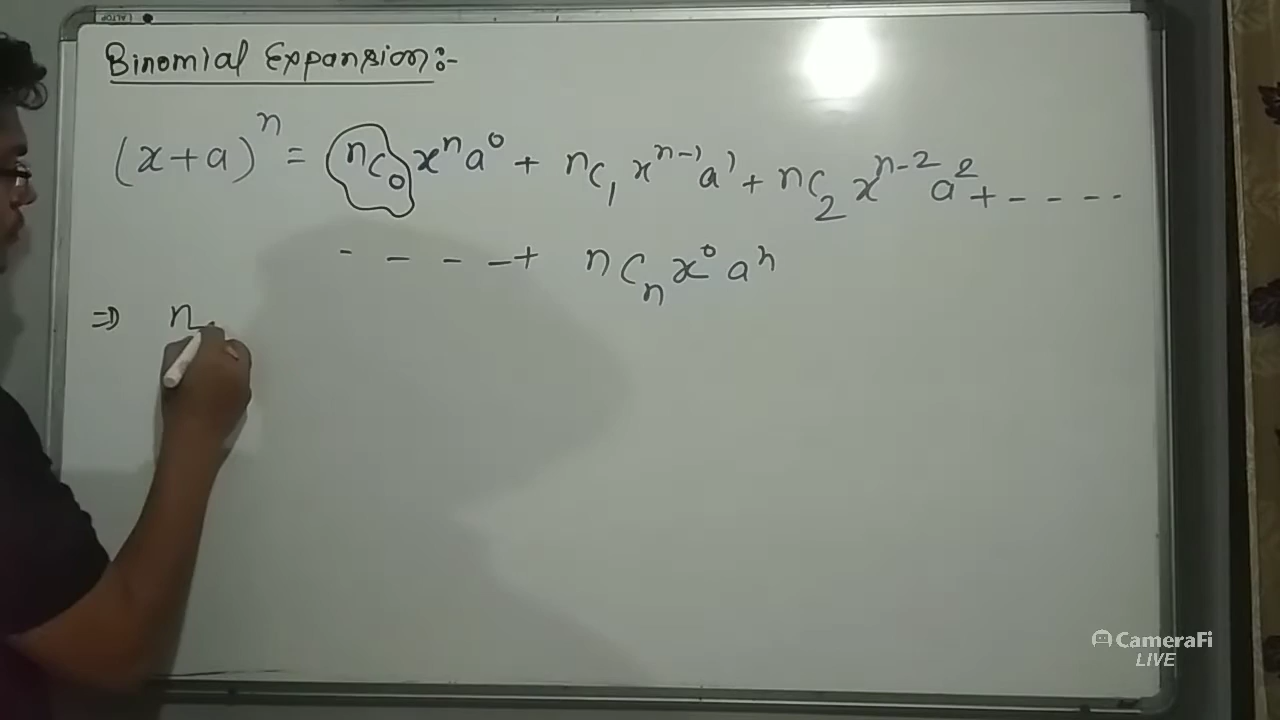 Binomial Expansion:-
(x+a)^n = nC₀ x^n a^0 + nC₁ x^{n-1} a^1 + nC₂ x^{n-2} a^2 + - - - -
- - - - + nCₙ x^0 a^n
⇒ n
CameraFi
LIVE